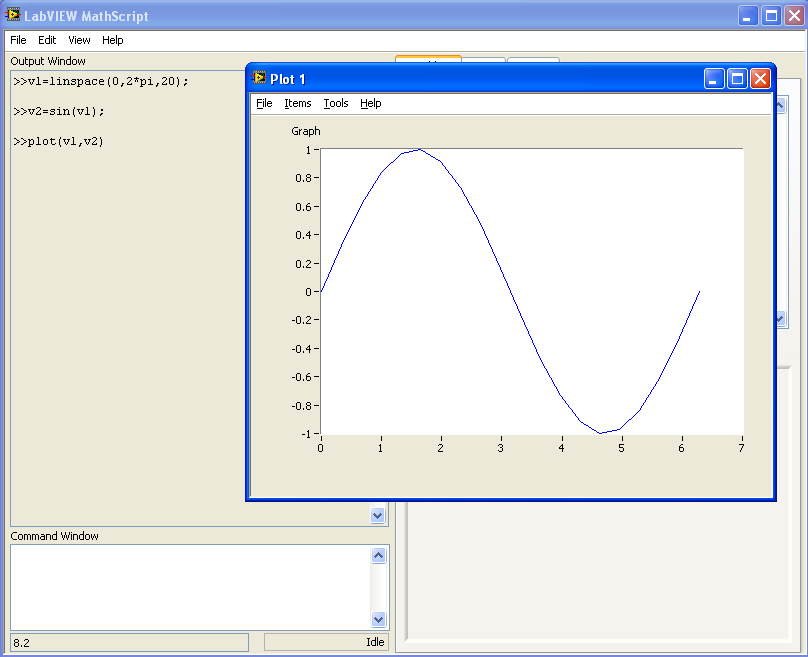 LabVIEW MathScript
File Edit View Help
Output Window
>>v1=linspace(0,2*pi,20);
>>v2=sin(v1);
>>plot(v1,v2)
Plot 1
File Items Tools Help
Graph
1
0.8
0.6
0.4
0.2
0
-0.2
-0.4
-0.6
-0.8
-1
0 1 2 3 4 5 6 7
Command Window
8.2
Idle